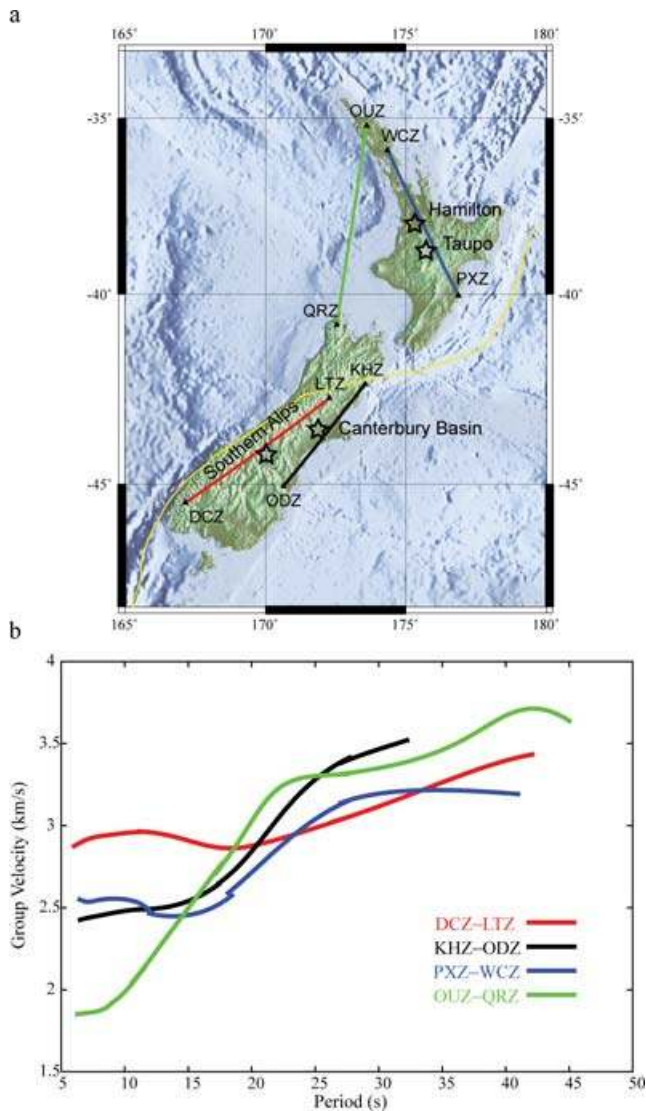 a
165° 170° 175° 180°
OUZ
-35° -35°
WCZ
Hamilton
Taupo
PXZ
-40° -40°
QRZ
KHZ
LTZ
Southern Alps
Canterbury Basin
-45° -45°
ODZ
DCZ
165° 170° 175° 180°
b
4
3.5
3
2.5
2
1.5
Group Velocity (km/s)
DCZ−LTZ
KHZ−ODZ
PXZ−WCZ
OUZ−QRZ
5 10 15 20 25 30 35 40 45 50
Period (s)